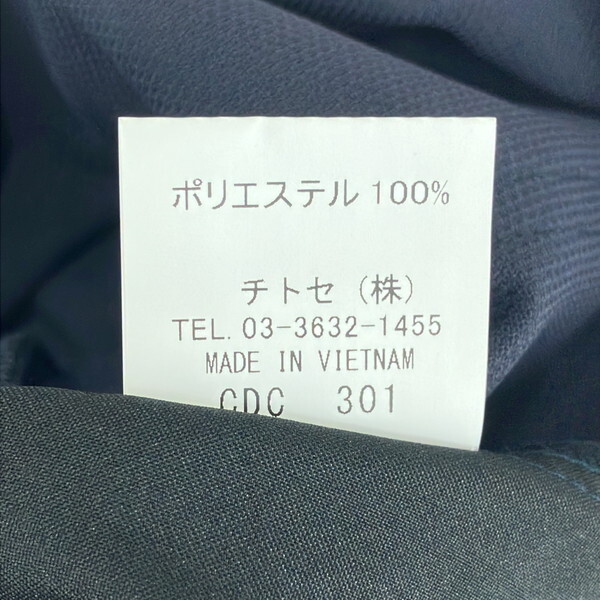 ポリエステル 100%
チトセ (株)
TEL. 03-3632-1455
MADE IN VIETNAM
CDC 301